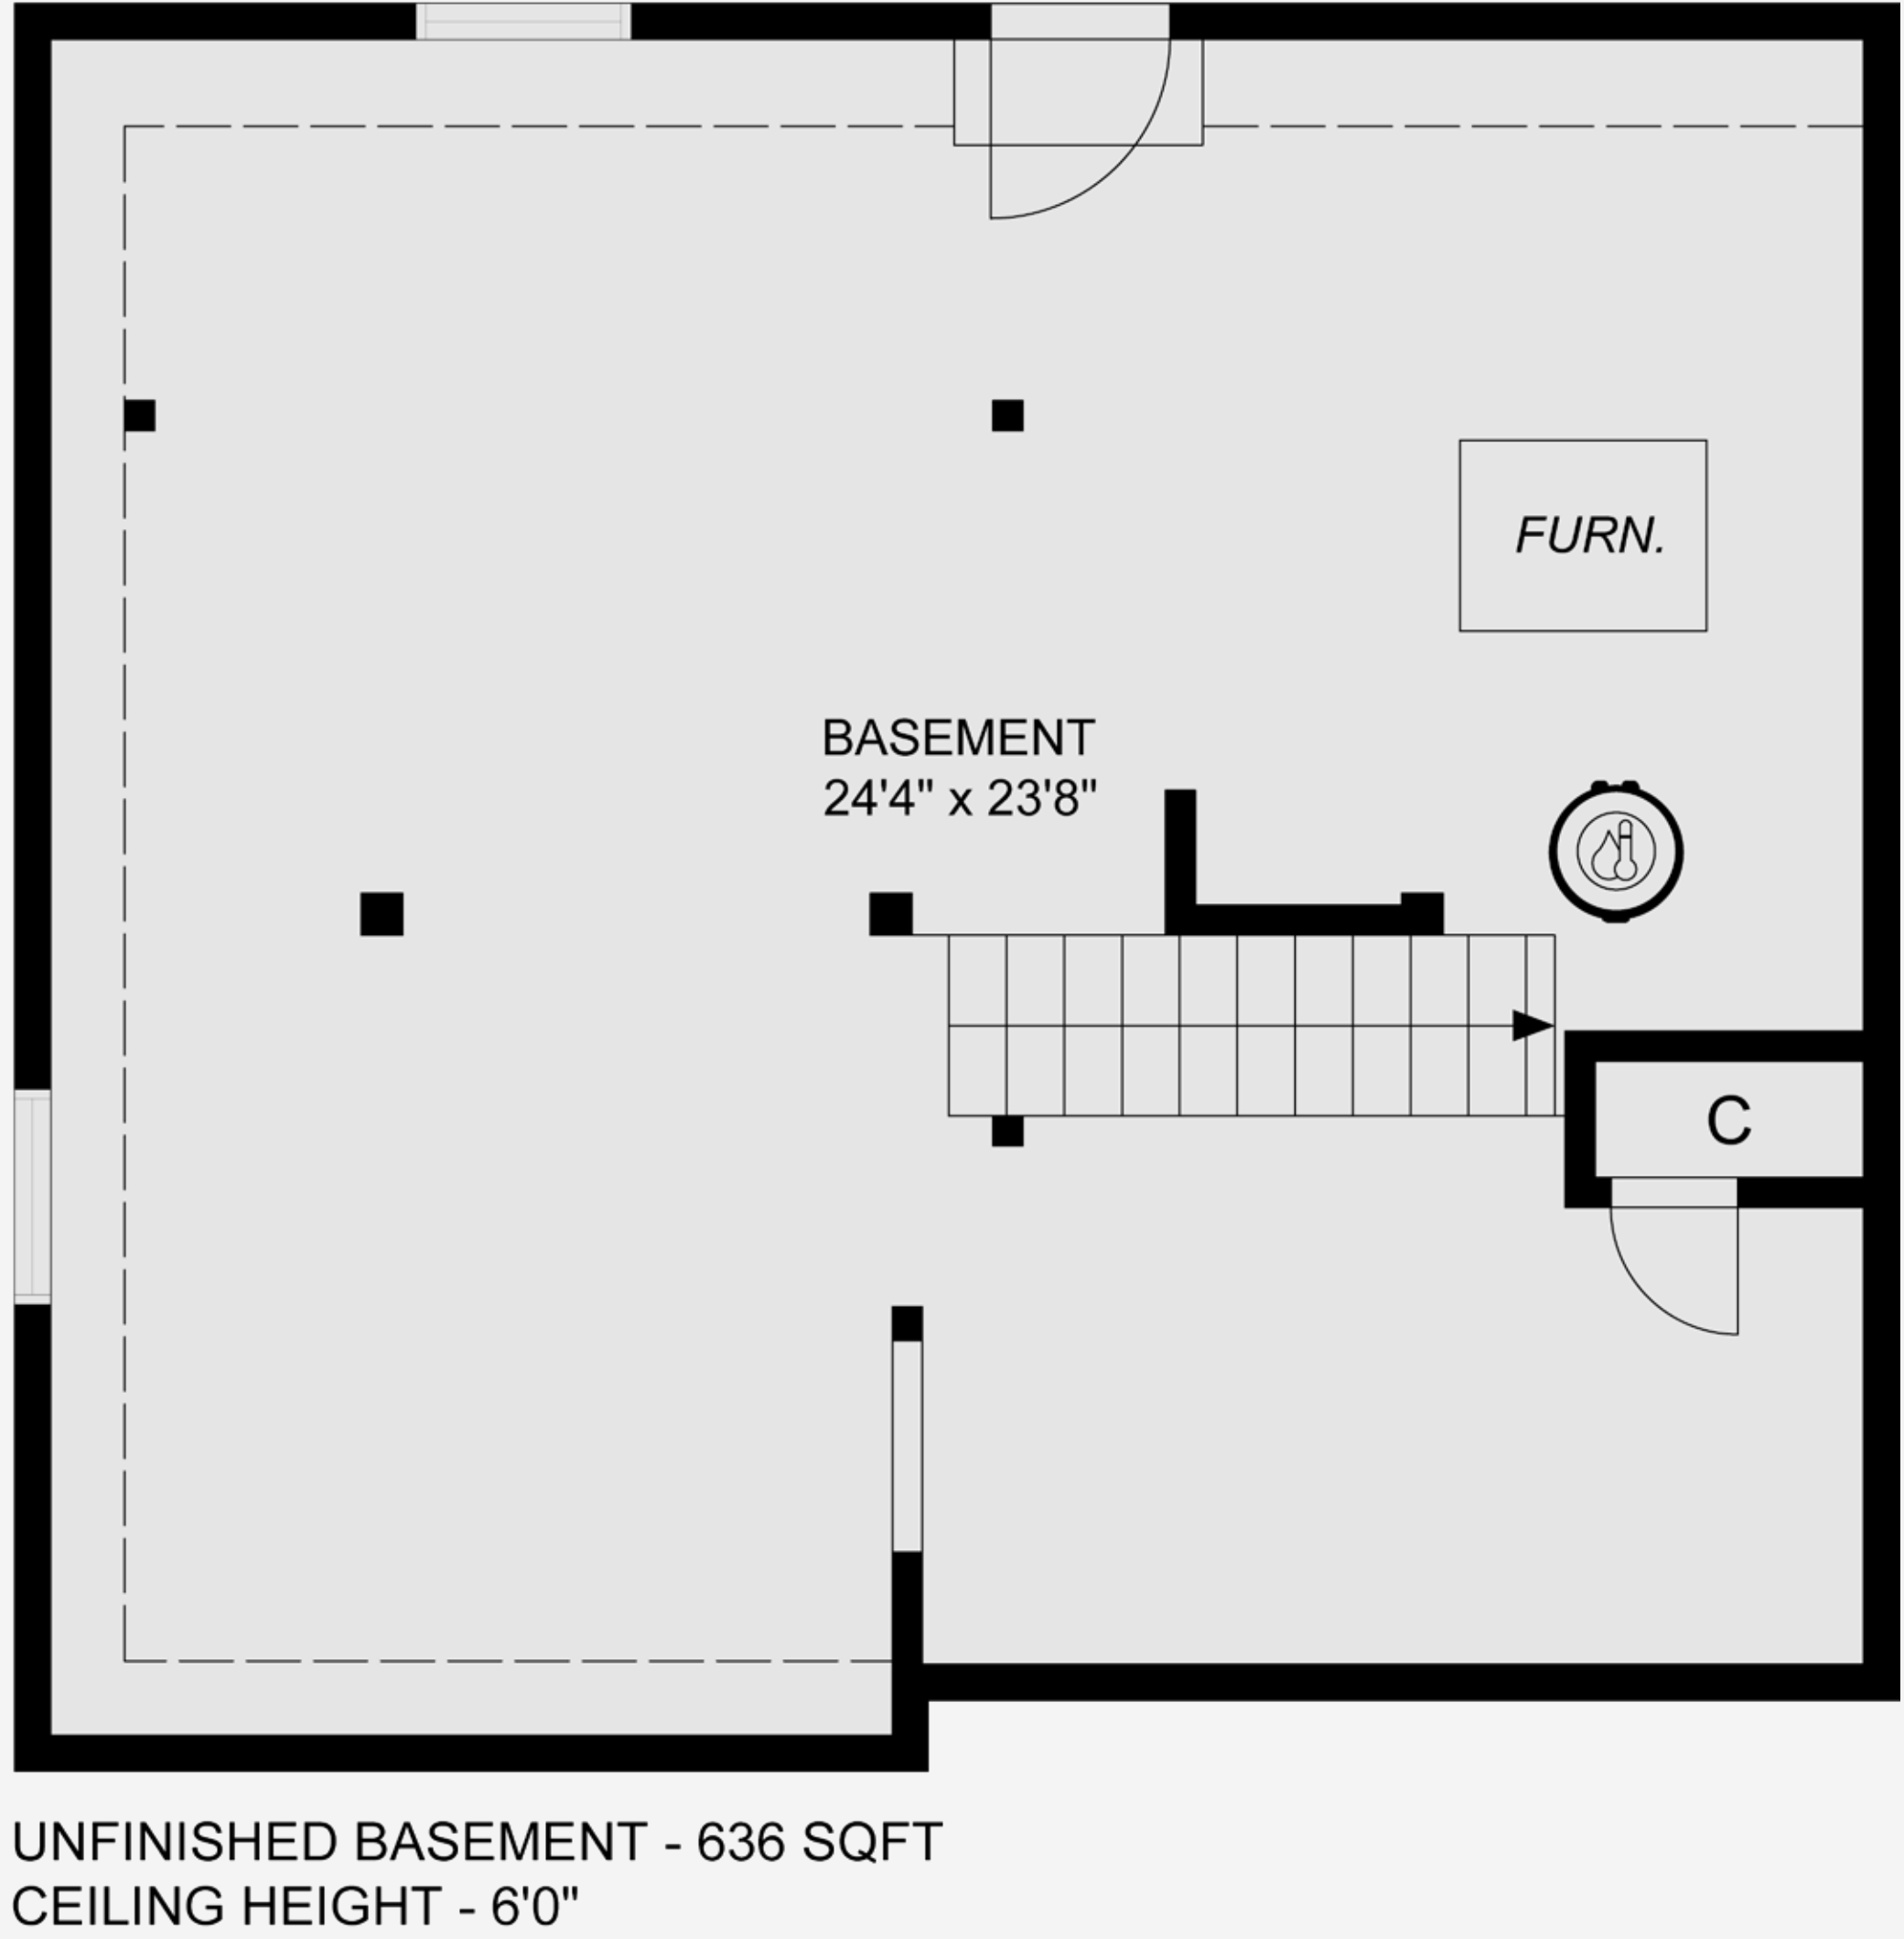 FURN.
BASEMENT
24'4" x 23'8"
C
UNFINISHED BASEMENT - 636 SQFT
CEILING HEIGHT - 6'0"